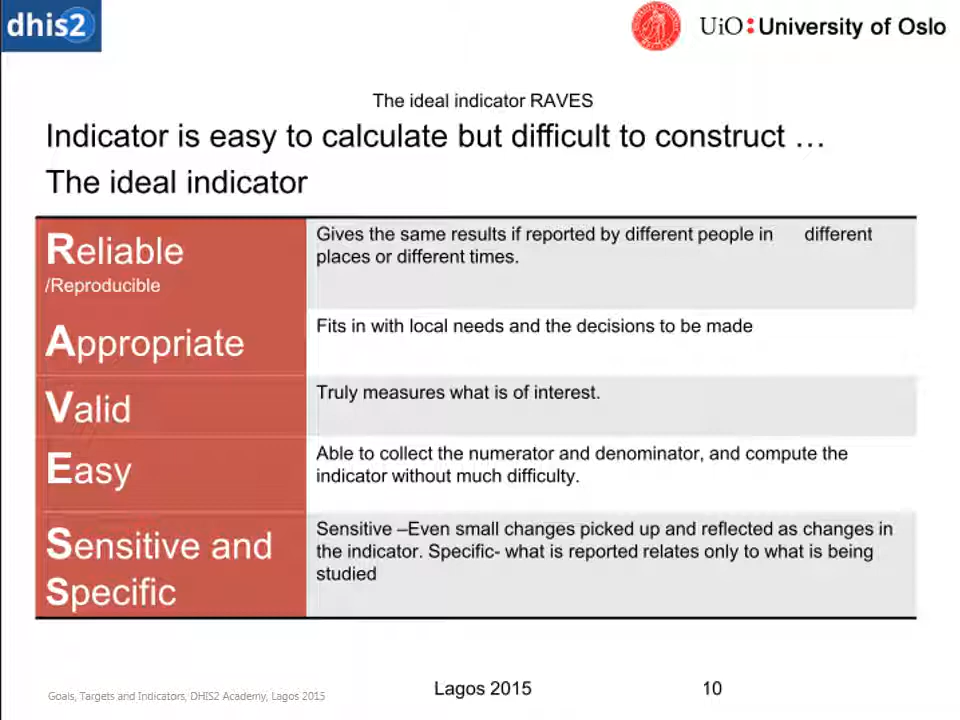 dhis2
UiO: University of Oslo
The ideal indicator RAVES
Indicator is easy to calculate but difficult to construct …
The ideal indicator
Reliable
/Reproducible
Gives the same results if reported by different people in different
places or different times.
Appropriate
Fits in with local needs and the decisions to be made
Valid
Truly measures what is of interest.
Easy
Able to collect the numerator and denominator, and compute the
indicator without much difficulty.
Sensitive and
Specific
Sensitive –Even small changes picked up and reflected as changes in
the indicator. Specific- what is reported relates only to what is being
studied
Goals, Targets and Indicators, DHIS2 Academy, Lagos 2015
Lagos 2015
10